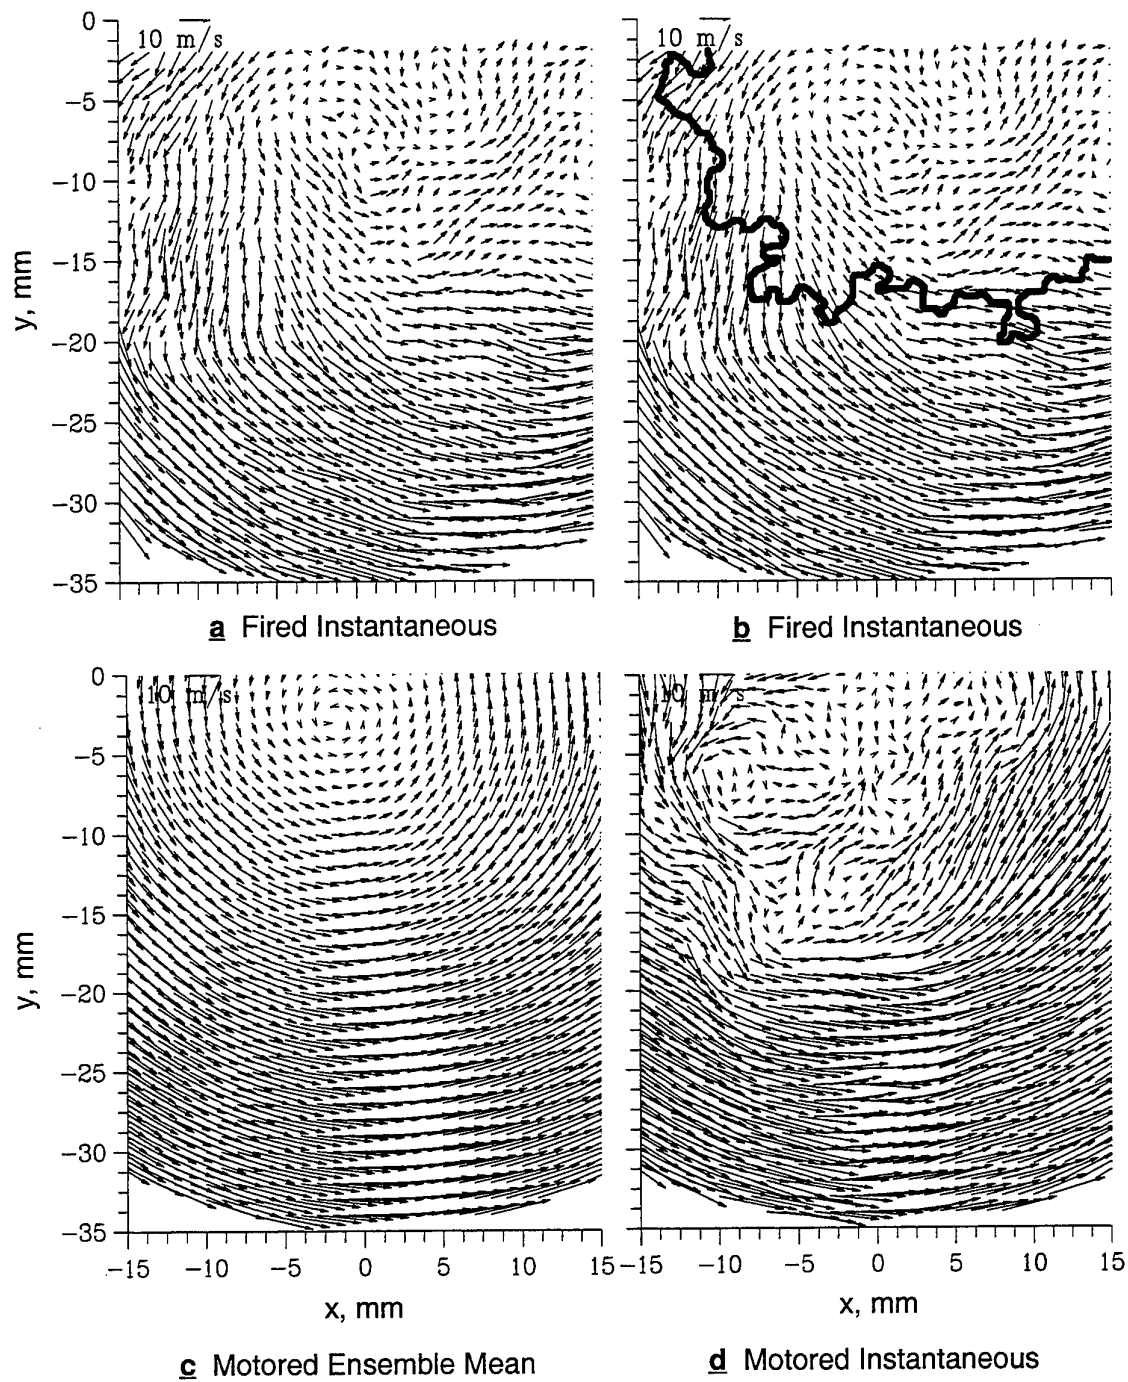 0
10 m/s
10 m/s
-5
-10
-15
y, mm
-20
-25
-30
-35
a Fired Instantaneous
b Fired Instantaneous
0
10 m/s
10 m/s
-5
-10
-15
y, mm
-20
-25
-30
-35
-15 -10 -5 0 5 10 15
-15 -10 -5 0 5 10 15
x, mm
x, mm
c Motored Ensemble Mean
d Motored Instantaneous